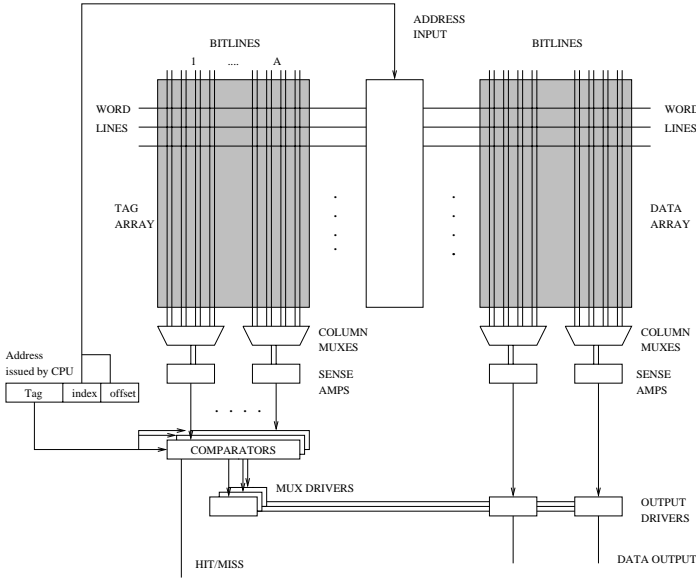 ADDRESS
INPUT
BITLINES
BITLINES
1 .... A
WORD
LINES
WORD
LINES
TAG
ARRAY
DATA
ARRAY
COLUMN
MUXES
COLUMN
MUXES
Address
issued by CPU
SENSE
AMPS
SENSE
AMPS
Tag index offset
COMPARATORS
MUX DRIVERS
OUTPUT
DRIVERS
HIT/MISS
DATA OUTPUT